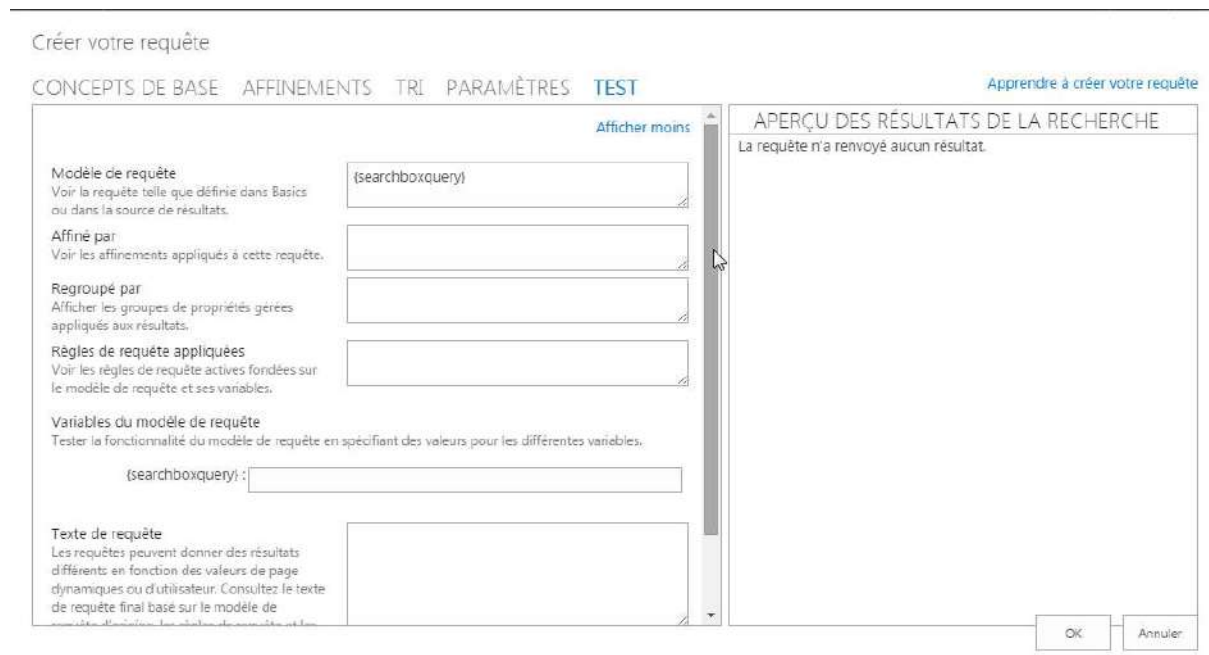 Créer votre requête
CONCEPTS DE BASE AFFINEMENTS TRI PARAMÈTRES TEST
Apprendre à créer votre requête
Afficher moins
Modèle de requête
Voir la requête telle que définie dans Basics
ou dans la source de résultats.
{searchboxquery}
Affiné par
Voir les affinements appliqués à cette requête.
Regroupé par
Afficher les groupes de propriétés gérées
appliqués aux résultats.
Règles de requête appliquées
Voir les règles de requête actives fondées sur
le modèle de requête et ses variables.
Variables du modèle de requête
Tester la fonctionnalité du modèle de requête en spécifiant des valeurs pour les différentes variables.
{searchboxquery} :
Texte de requête
Les requêtes peuvent donner des résultats
différents en fonction des valeurs de page
dynamiques ou d'utilisateur. Consultez le texte
de requête final basé sur le modèle de
APERÇU DES RÉSULTATS DE LA RECHERCHE
La requête n'a renvoyé aucun résultat.
OK
Annuler